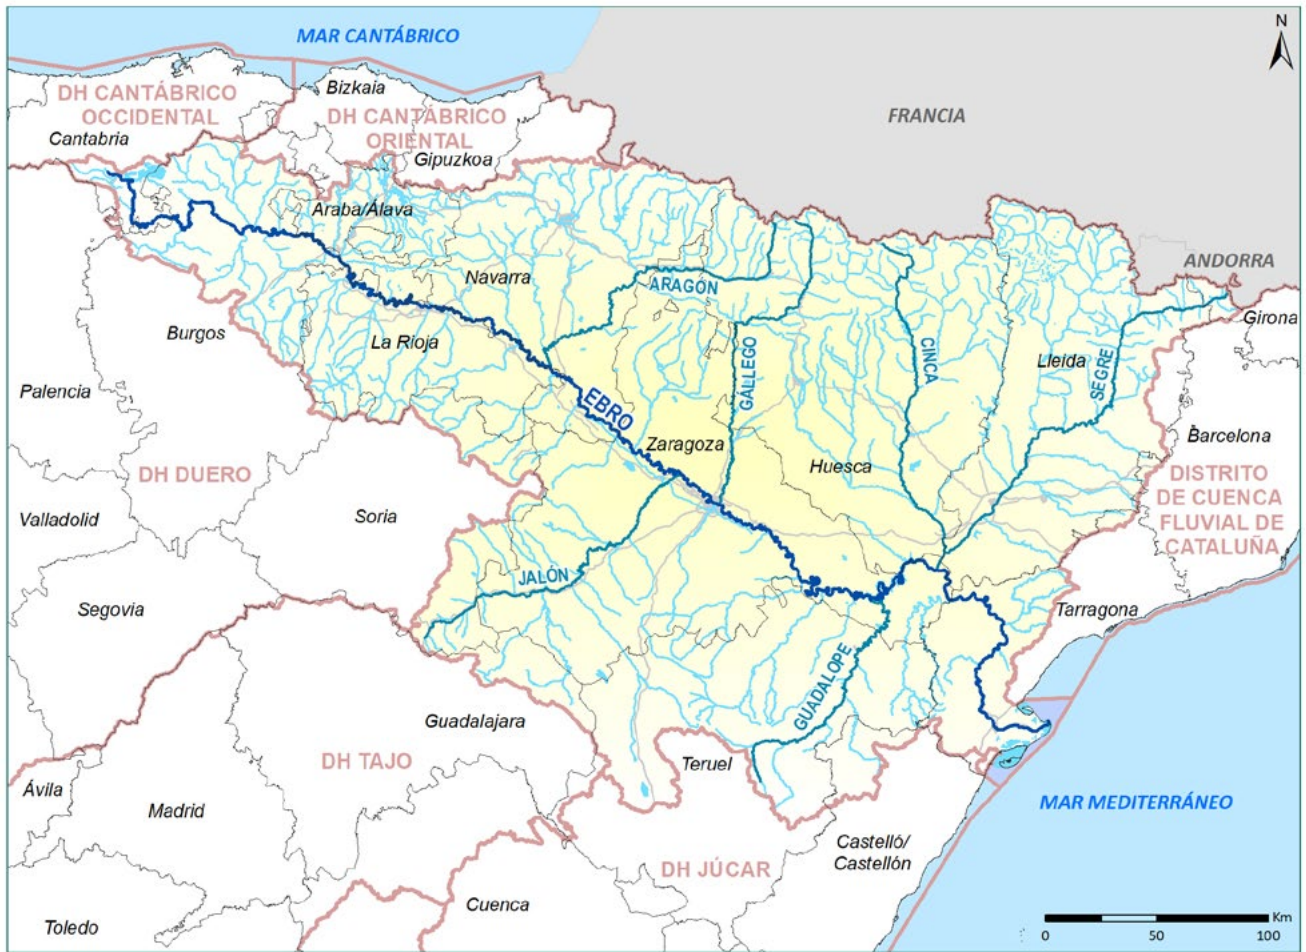 N
MAR CANTÁBRICO
DH CANTÁBRICO
OCCIDENTAL
Bizkaia
DH CANTÁBRICO
ORIENTAL
FRANCIA
Cantabria
Gipuzkoa
Araba/Álava
ANDORRA
Navarra
ARAGÓN
Girona
Burgos
La Rioja
GÁLLEGO
CINCA
Lleida
SEGRE
Palencia
EBRO
Zaragoza
Huesca
Barcelona
DH DUERO
DISTRITO
DE CUENCA
FLUVIAL DE
CATALUÑA
Valladolid
Soria
JALÓN
Segovia
Tarragona
GUADALOPE
Guadalajara
DH TAJO
Teruel
Ávila
Madrid
MAR MEDITERRÁNEO
Castelló/
Castellón
DH JÚCAR
Cuenca
Toledo
Km
0 50 100